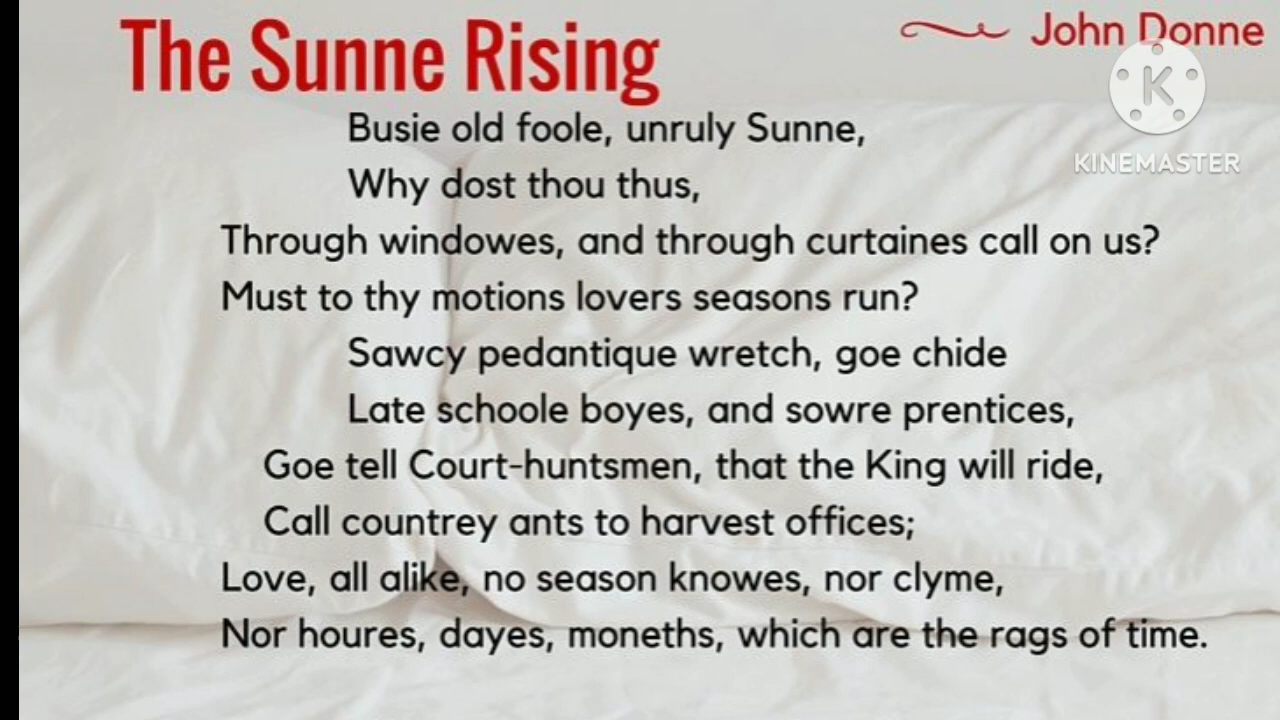 The Sunne Rising
John Donne
K
KINEMASTER
Busie old foole, unruly Sunne,
Why dost thou thus,
Through windowes, and through curtaines call on us?
Must to thy motions lovers seasons run?
Sawcy pedantique wretch, goe chide
Late schoole boyes, and sowre prentices,
Goe tell Court-huntsmen, that the King will ride,
Call countrey ants to harvest offices;
Love, all alike, no season knowes, nor clyme,
Nor houres, dayes, moneths, which are the rags of time.